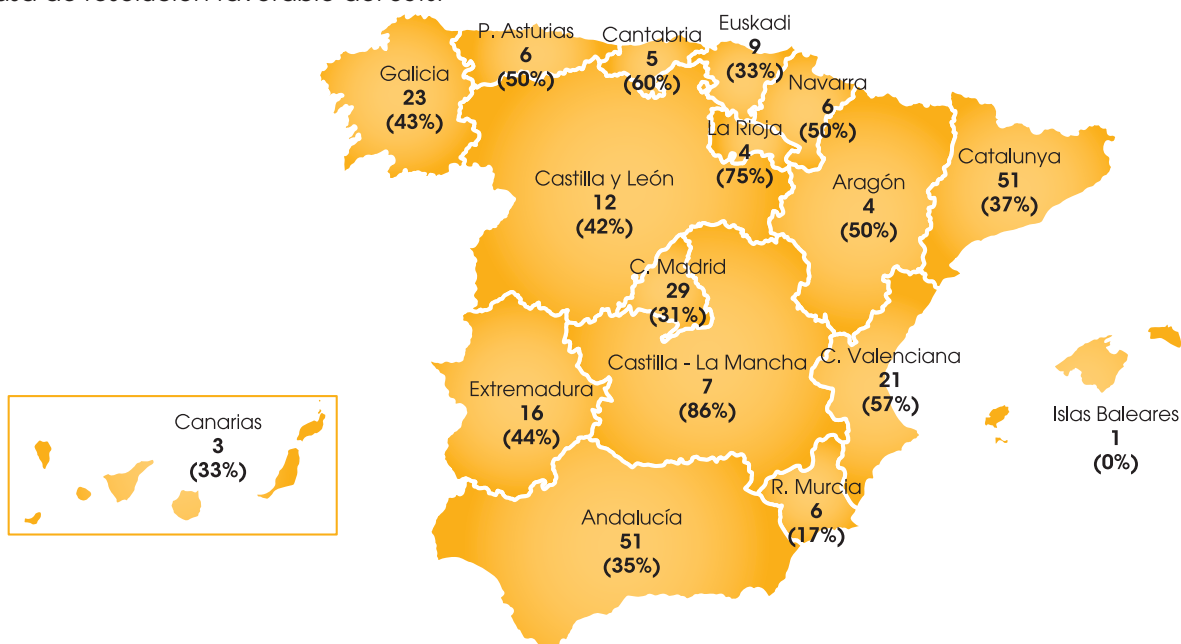 P. Asturias
6
(50%)
Cantabria
5
(60%)
Euskadi
9
(33%)
Galicia
23
(43%)
Navarra
6
(50%)
La Rioja
4
(75%)
Catalunya
51
(37%)
Castilla y León
12
(42%)
Aragón
4
(50%)
C. Madrid
29
(31%)
Castilla - La Mancha
7
(86%)
C. Valenciana
21
(57%)
Extremadura
16
(44%)
Islas Baleares
1
(0%)
Canarias
3
(33%)
R. Murcia
6
(17%)
Andalucía
51
(35%)